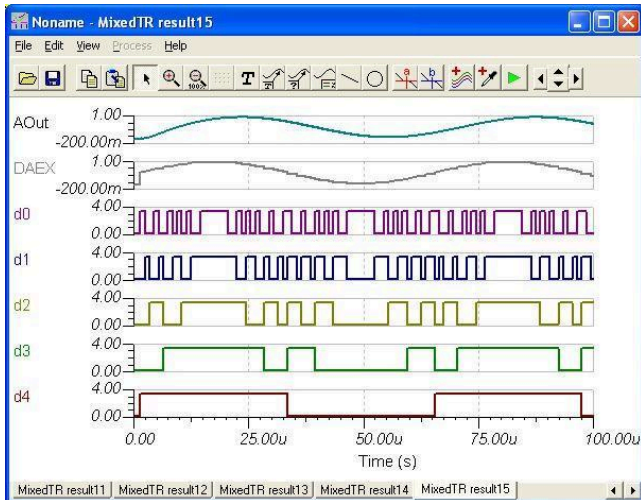 Noname - MixedTR result15
File Edit View Process Help
100% T
AOut 1.00
-200.00m
DAEX 1.00
-200.00m
d0 4.00
0.00
d1 4.00
0.00
d2 4.00
0.00
d3 4.00
0.00
d4 4.00
0.00
0.00 25.00u 50.00u 75.00u 100.00u
Time (s)
MixedTR result11 MixedTR result12 MixedTR result13 MixedTR result14 MixedTR result15